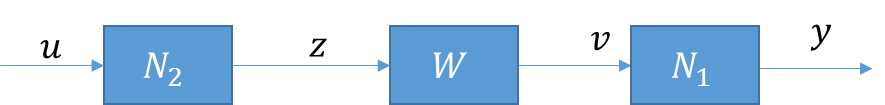 u N₂ z W v N₁ y